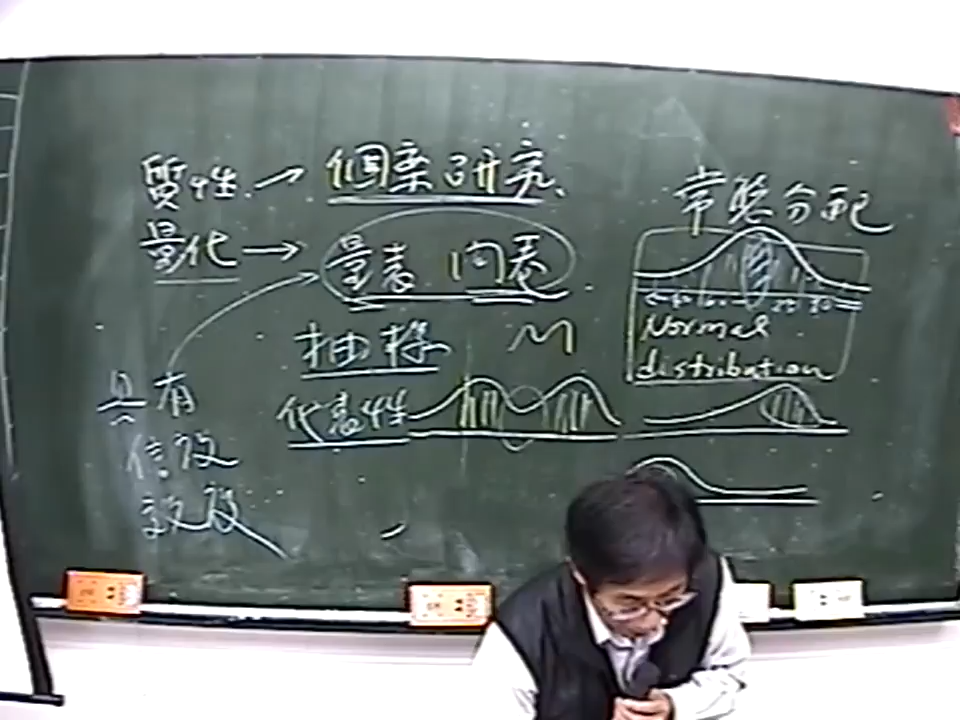 質性 → 個案研究
量化 → 量表 問卷
抽樣 M
代表性
具有
信效
效度
常態分配
Normal
distribution